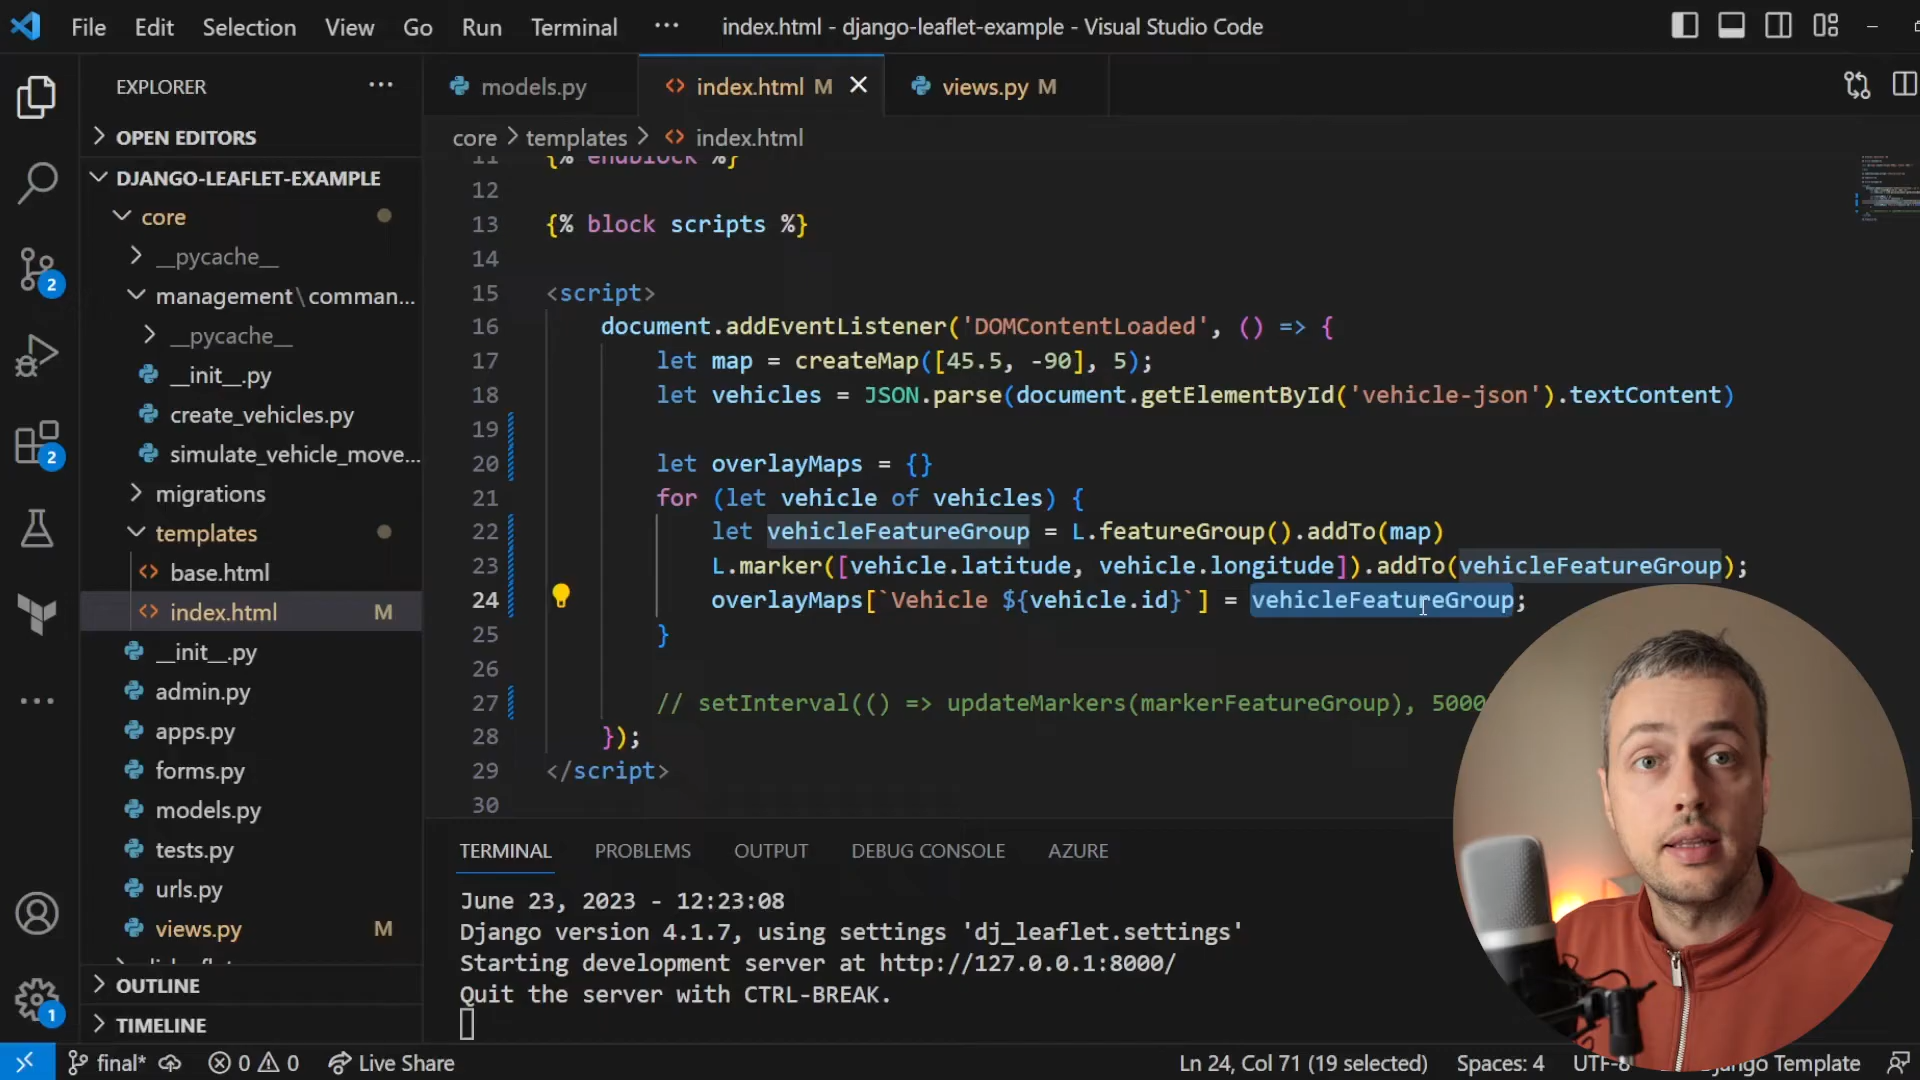 File Edit Selection View Go Run Terminal ··· index.html - django-leaflet-example - Visual Studio Code
EXPLORER ···
OPEN EDITORS
DJANGO-LEAFLET-EXAMPLE
core
__pycache__
management\comman...
__pycache__
__init__.py
create_vehicles.py
simulate_vehicle_move...
migrations
templates
base.html
index.html M
__init__.py
admin.py
apps.py
forms.py
models.py
tests.py
urls.py
views.py M
OUTLINE
TIMELINE
2
2
1
models.py index.html M views.py M
core > templates > index.html
11 {% endblock %}
12
13 {% block scripts %}
14
15 <script>
16 document.addEventListener('DOMContentLoaded', () => {
17 let map = createMap([45.5, -90], 5);
18 let vehicles = JSON.parse(document.getElementById('vehicle-json').textContent)
19
20 let overlayMaps = {}
21 for (let vehicle of vehicles) {
22 let vehicleFeatureGroup = L.featureGroup().addTo(map)
23 L.marker([vehicle.latitude, vehicle.longitude]).addTo(vehicleFeatureGroup);
24 overlayMaps[`Vehicle ${vehicle.id}`] = vehicleFeatureGroup;
25 }
26
27 // setInterval(() => updateMarkers(markerFeatureGroup), 5000
28 });
29 </script>
30
TERMINAL PROBLEMS OUTPUT DEBUG CONSOLE AZURE
June 23, 2023 - 12:23:08
Django version 4.1.7, using settings 'dj_leaflet.settings'
Starting development server at http://127.0.0.1:8000/
Quit the server with CTRL-BREAK.
final* 0 0 Live Share Ln 24, Col 71 (19 selected) Spaces: 4 UTF-8 Django Template